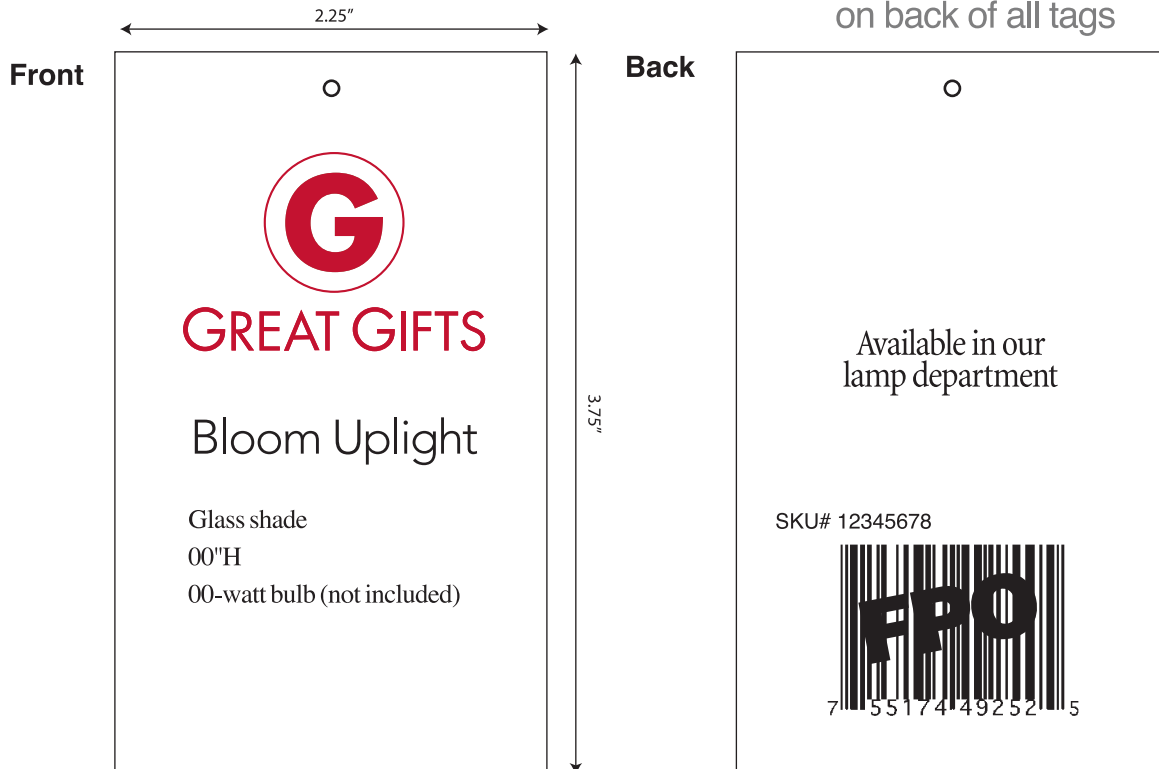 2.25”
on back of all tags
Front
Back
G
GREAT GIFTS
Bloom Uplight
Glass shade
00"H
00-watt bulb (not included)
3.75”
Available in our
lamp department
SKU# 12345678
FPO
7 55174 49252 5